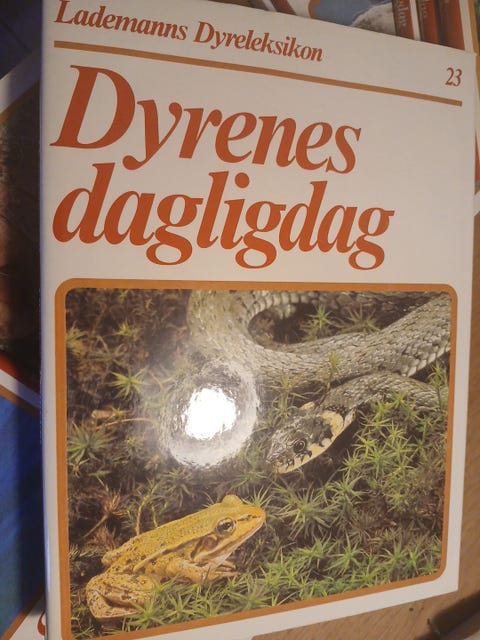 Lademanns Dyreleksikon
23
Dyrenes
dagligdag